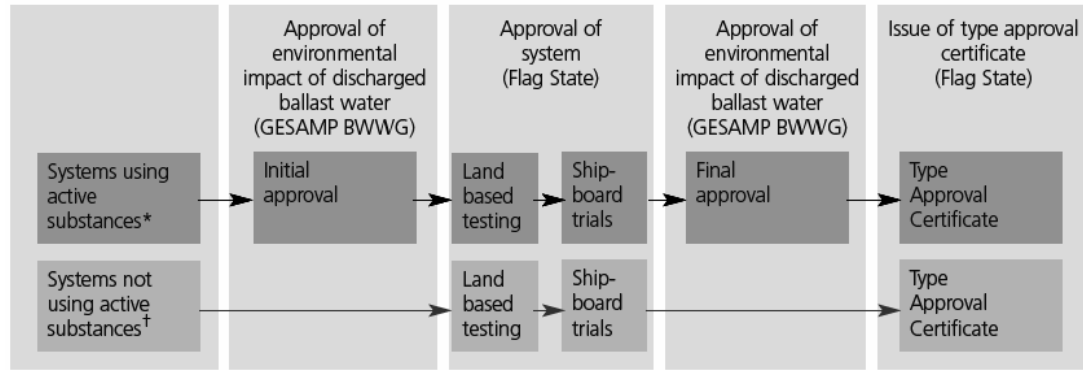 Approval of
environmental
impact of discharged
ballast water
(GESAMP BWWG)
Approval of
system
(Flag State)
Approval of
environmental
impact of discharged
ballast water
(GESAMP BWWG)
Issue of type approval
certificate
(Flag State)
Systems using
active
substances*
Initial
approval
Land
based
testing
Ship-
board
trials
Final
approval
Type
Approval
Certificate
Systems not
using active
substances†
Land
based
testing
Ship-
board
trials
Type
Approval
Certificate